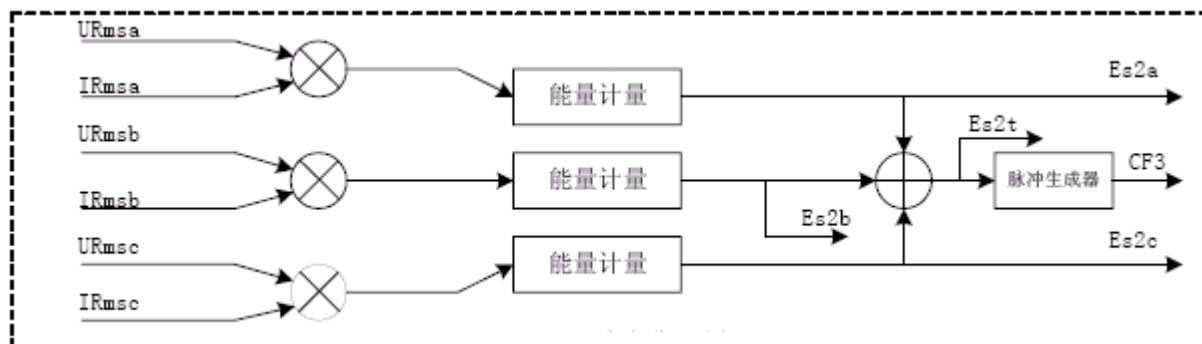 URmsa
IRmsa
能量计量
Es2a
URmsb
IRmsb
能量计量
Es2b
Es2t
脉冲生成器
CF3
URmsc
IRmsc
能量计量
Es2c